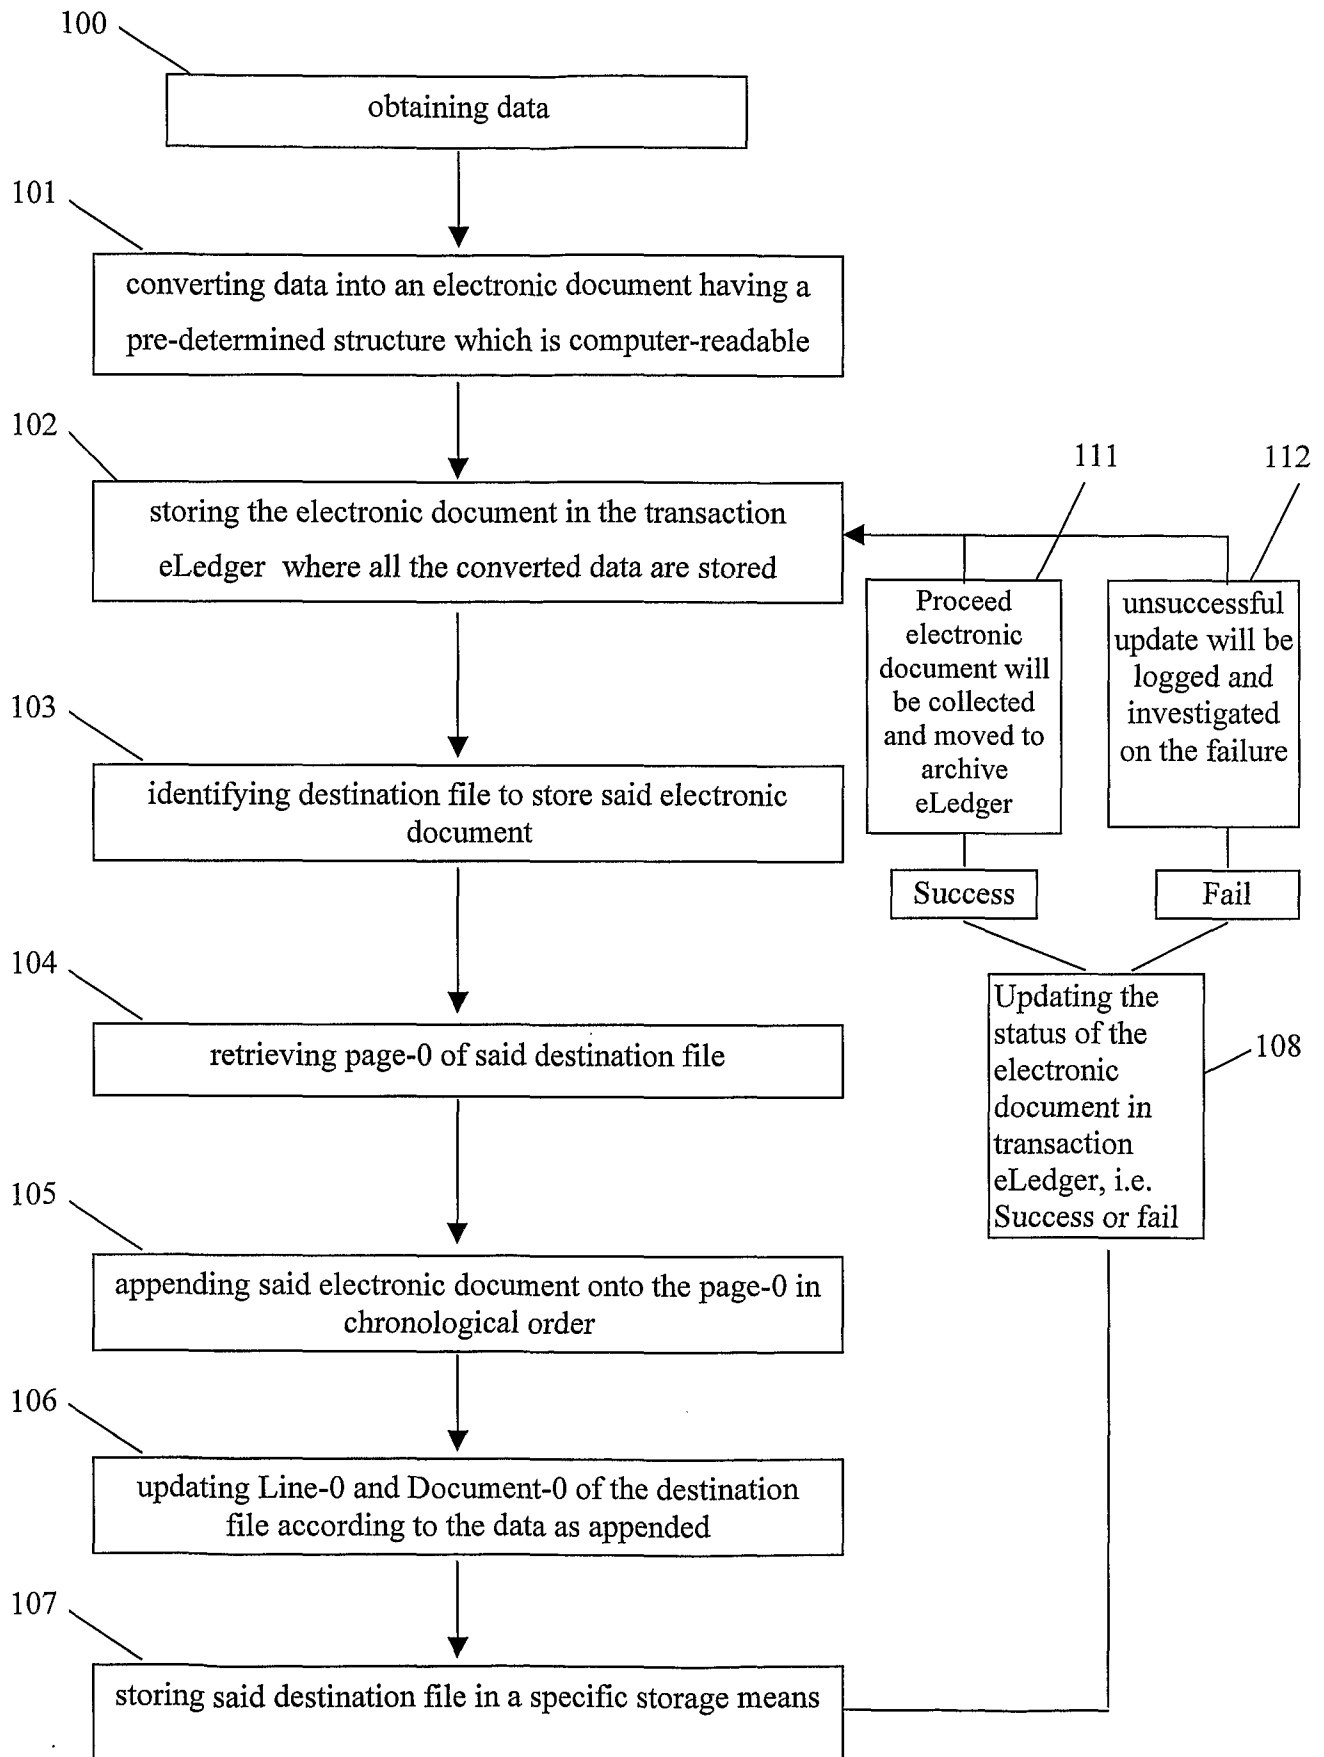 100
obtaining data
101
converting data into an electronic document having a
pre-determined structure which is computer-readable
102
storing the electronic document in the transaction
eLedger where all the converted data are stored
111
112
Proceed
electronic
document will
be collected
and moved to
archive
eLedger
unsuccessful
update will be
logged and
investigated
on the failure
103
identifying destination file to store said electronic
document
Success
Fail
104
retrieving page-0 of said destination file
Updating the
status of the
electronic
document in
transaction
eLedger, i.e.
Success or fail
108
105
appending said electronic document onto the page-0 in
chronological order
106
updating Line-0 and Document-0 of the destination
file according to the data as appended
107
storing said destination file in a specific storage means